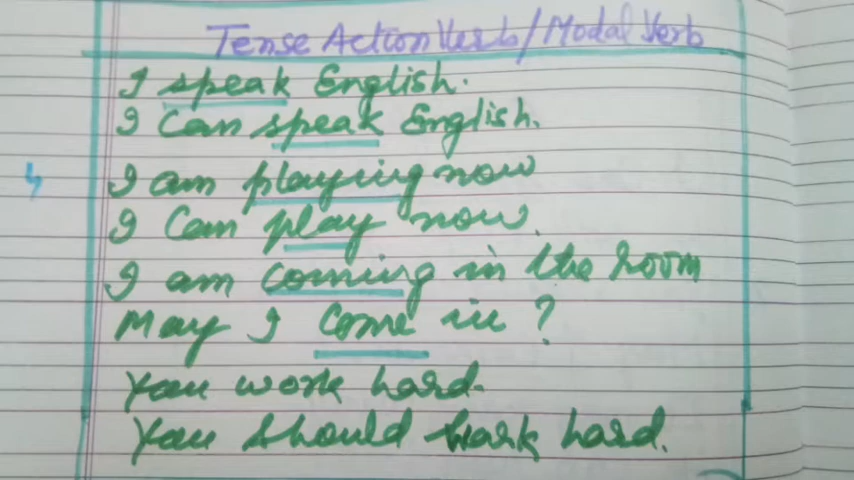 Tense Action Verb/Modal Verb
I speak English.
I Can speak English.
I am playing now
I Can play now.
I am coming in the room
May I Come in ?
You work hard.
You should work hard.